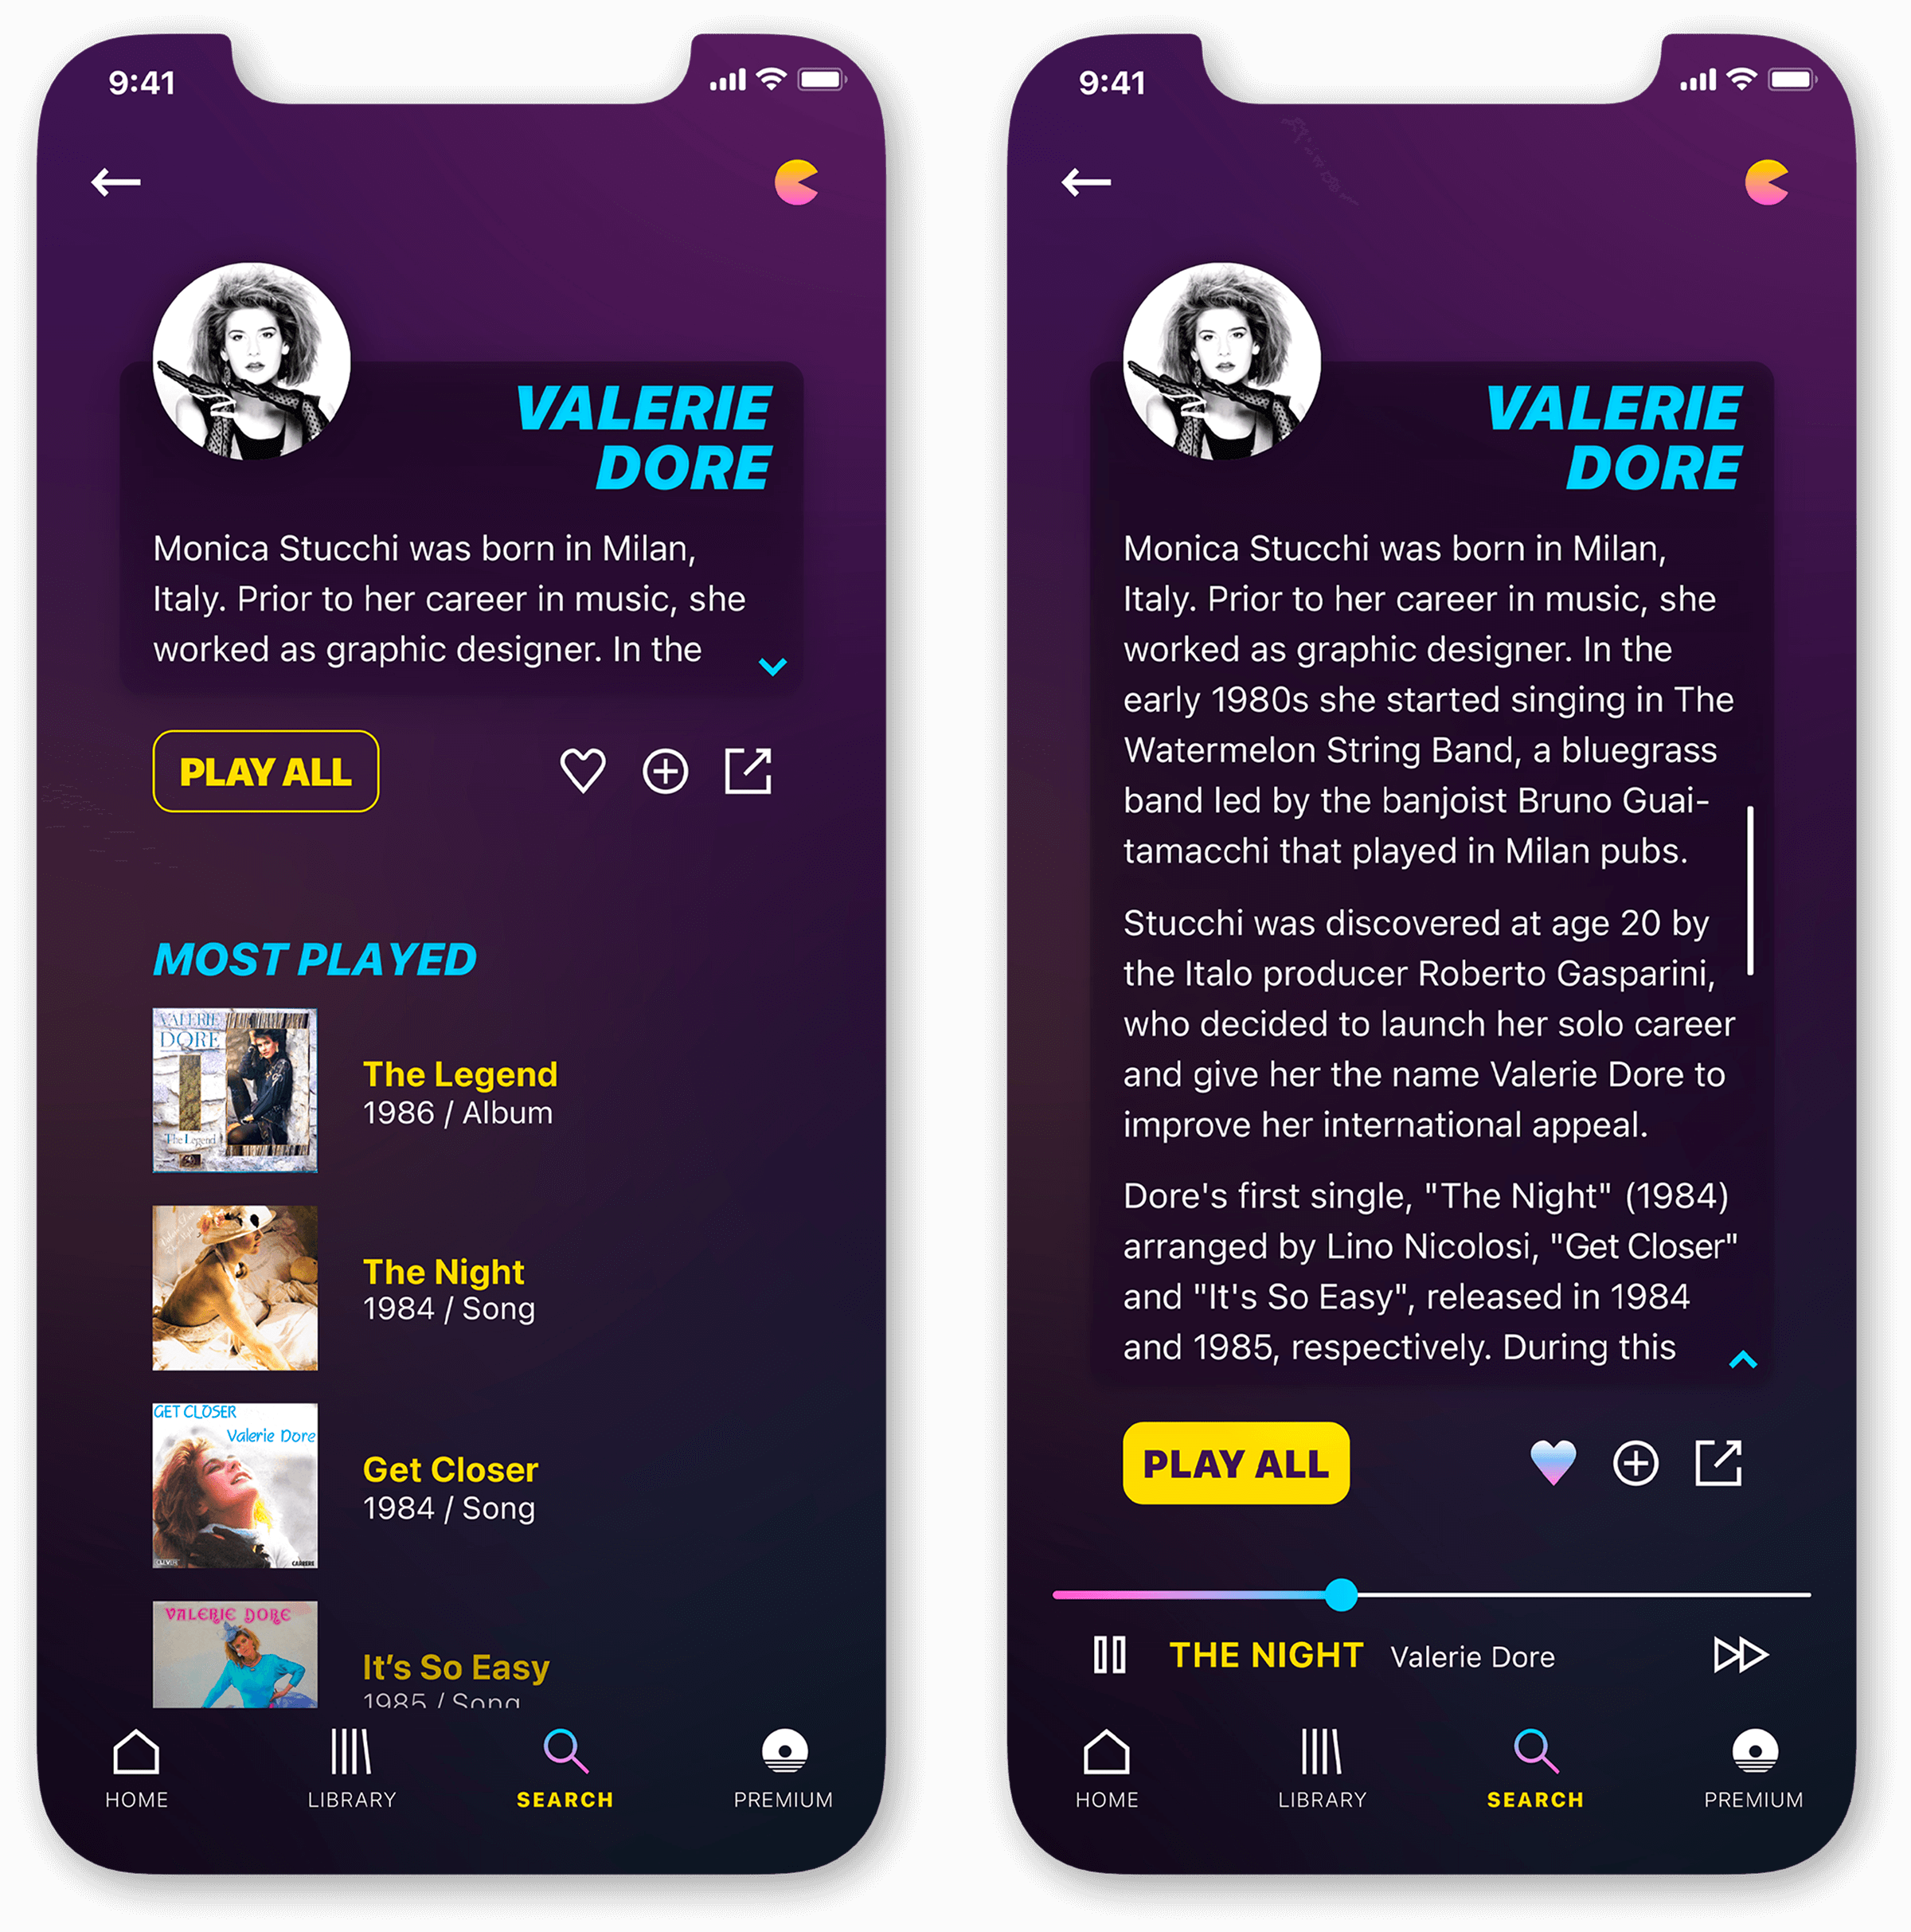 9:41
VALERIE
DORE
Monica Stucchi was born in Milan,
Italy. Prior to her career in music, she
worked as graphic designer. In the
PLAY ALL
MOST PLAYED
VALERIE
DORE
The Legend
The Legend
1986 / Album
The Night
1984 / Song
GET CLOSER
Valerie Dore
CARRERE
Get Closer
1984 / Song
VALERIE DORE
It’s So Easy
1985 / Song
HOME
LIBRARY
SEARCH
PREMIUM
9:41
VALERIE
DORE
Monica Stucchi was born in Milan,
Italy. Prior to her career in music, she
worked as graphic designer. In the
early 1980s she started singing in The
Watermelon String Band, a bluegrass
band led by the banjoist Bruno Guai-
tamacchi that played in Milan pubs.
Stucchi was discovered at age 20 by
the Italo producer Roberto Gasparini,
who decided to launch her solo career
and give her the name Valerie Dore to
improve her international appeal.
Dore's first single, "The Night" (1984)
arranged by Lino Nicolosi, "Get Closer"
and "It's So Easy", released in 1984
and 1985, respectively. During this
PLAY ALL
THE NIGHT Valerie Dore
HOME
LIBRARY
SEARCH
PREMIUM